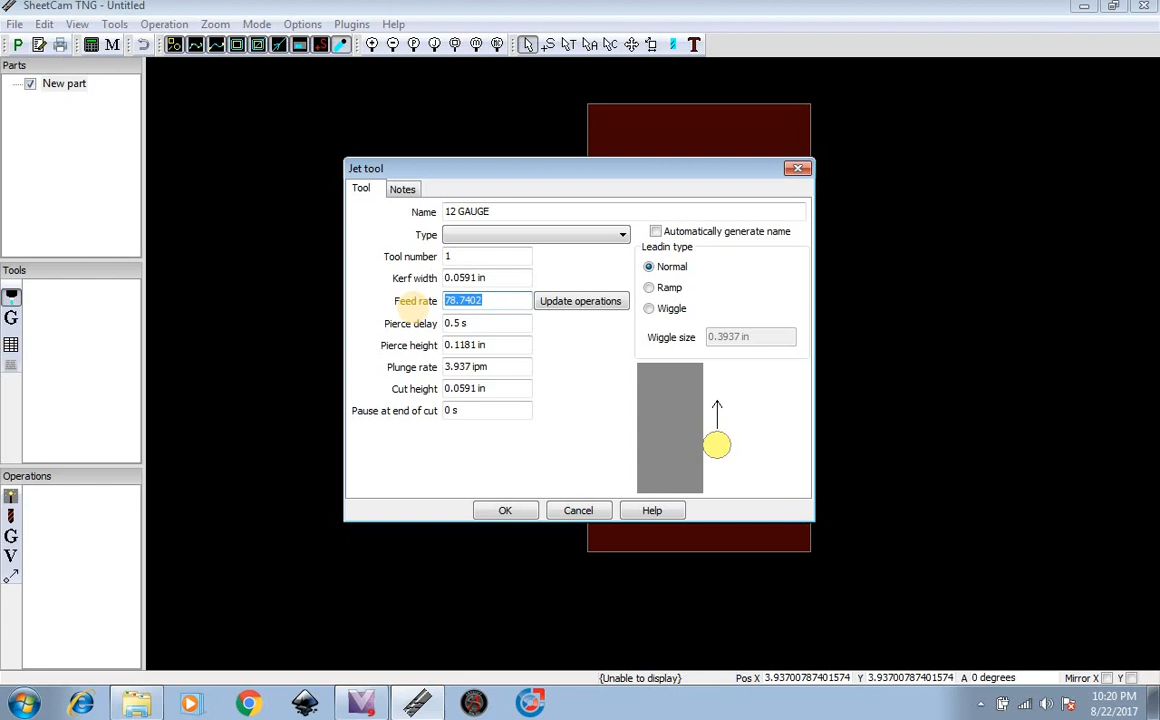 SheetCam TNG - Untitled
File Edit View Tools Operation Mode Zoom Options Plugins Help
Parts
New part
Tools
Operations
Jet tool
Tool Notes
Name 12 GAUGE
Type
Automatically generate name
Tool number 1
Leadin type
Kerf width 0.0591 in
Normal
Feed rate 78.7402 Update operations
Ramp
Pierce delay 0.5 s
Wiggle
Pierce height 0.1181 in
Wiggle size 0.3937 in
Plunge rate 3.937 ipm
Cut height 0.0591 in
Pause at end of cut 0 s
OK Cancel Help
{Unable to display} Pos X 3.93700787401574 Y 3.93700787401574 A 0 degrees Mirror X Y
10:20 PM
8/22/2017